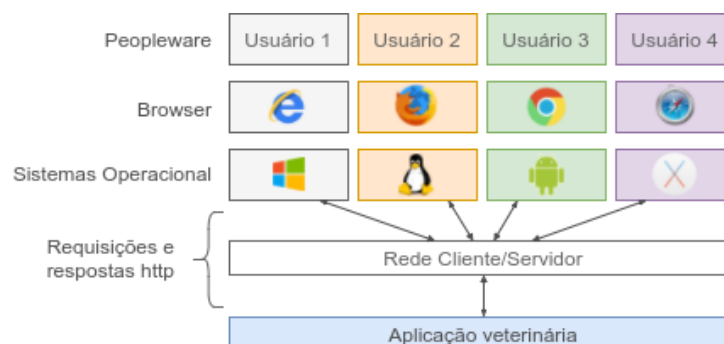 Peopleware
Usuário 1
Usuário 2
Usuário 3
Usuário 4
Browser
Sistemas Operacional
Requisições e
respostas http
Rede Cliente/Servidor
Aplicação veterinária